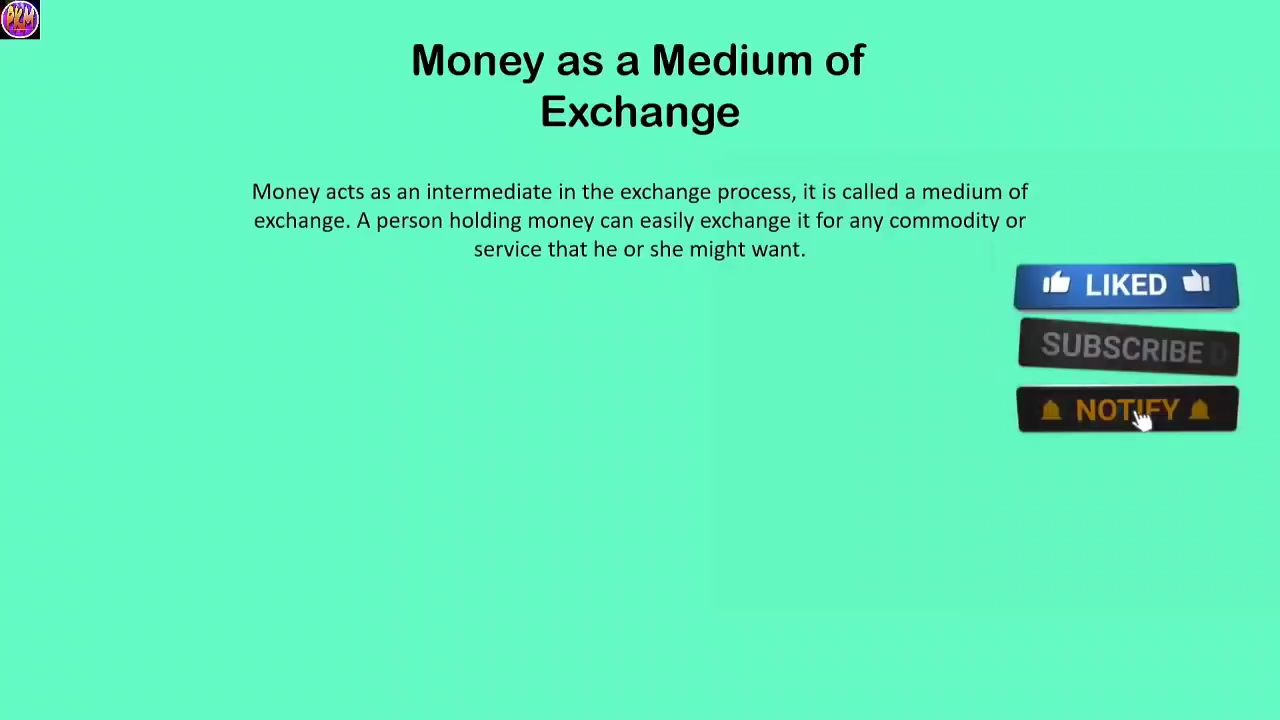 DKM
Money as a Medium of
Exchange
Money acts as an intermediate in the exchange process, it is called a medium of
exchange. A person holding money can easily exchange it for any commodity or
service that he or she might want.
LIKED
SUBSCRIBED
NOTIFY